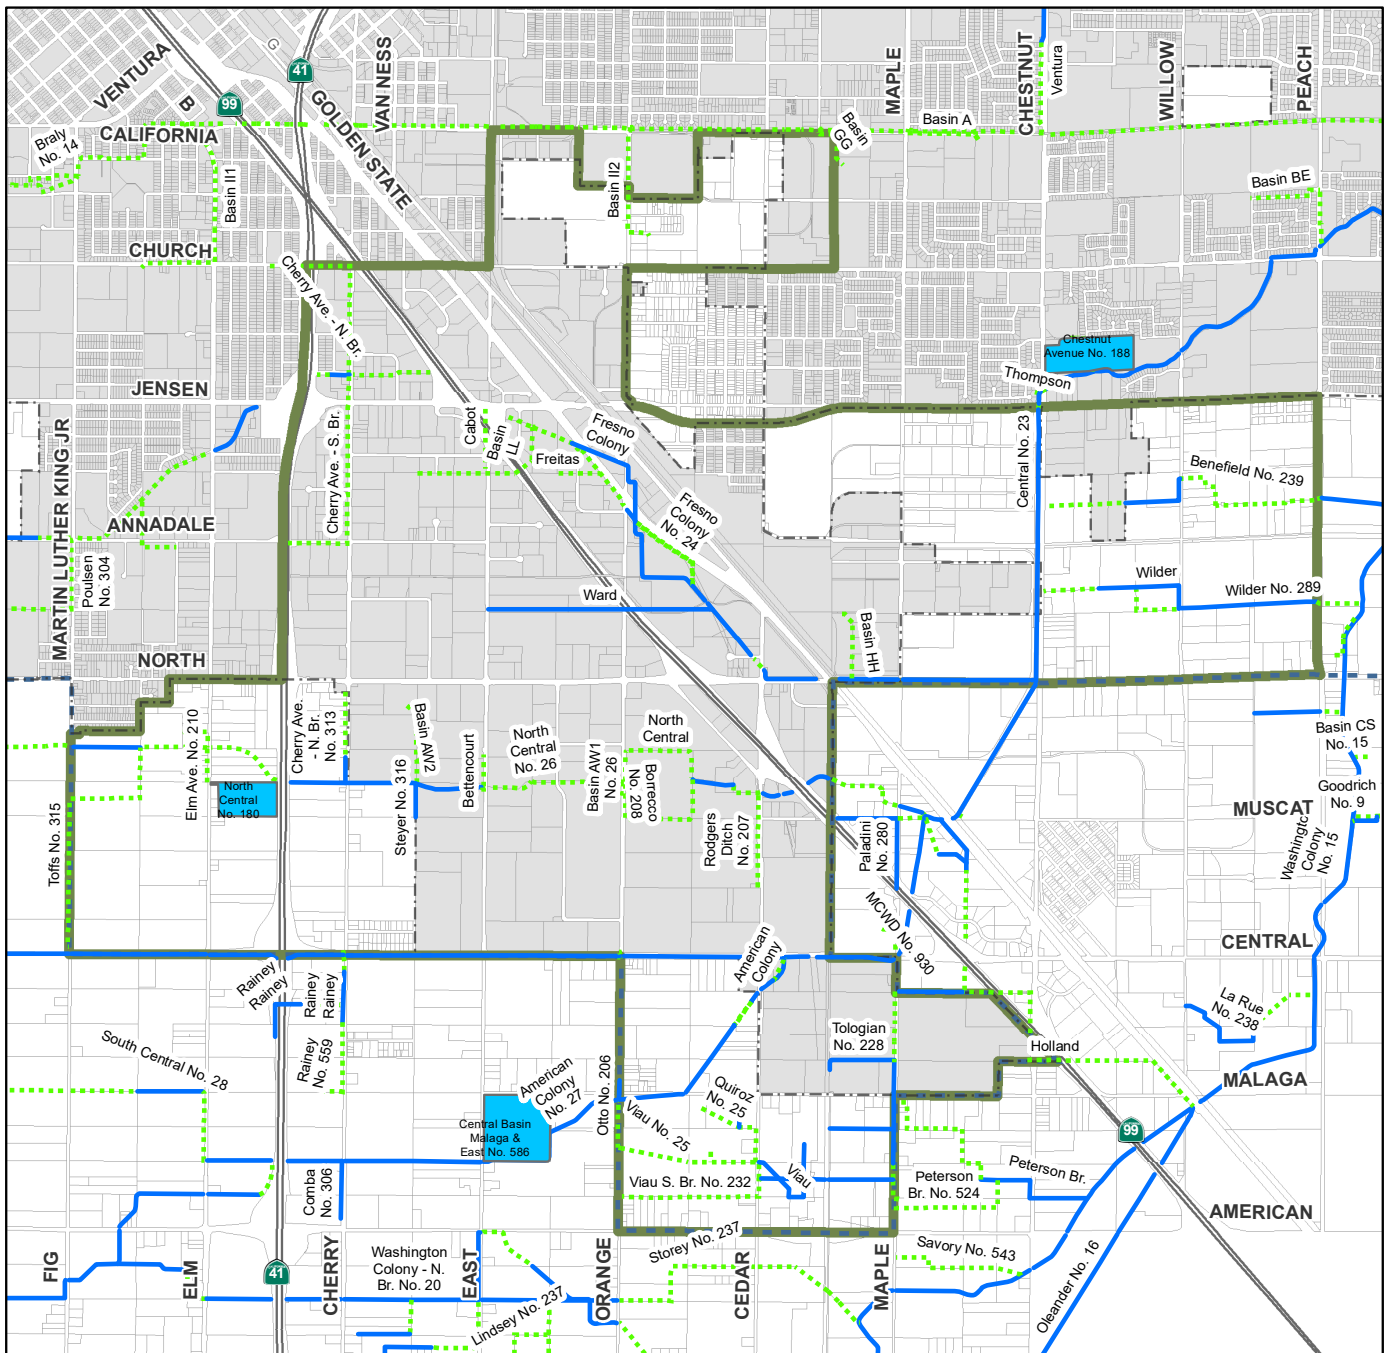 VENTURA
B
G
41
99
GOLDEN STATE
VAN NESS
MAPLE
CHESTNUT
Ventura
WILLOW
PEACH
CALIFORNIA
Braly
No. 14
Basin II1
Basin II2
Basin
GG
Basin A
Basin BE
CHURCH
Cherry Ave. - N. Br.
Chestnut
Avenue No. 188
Thompson
JENSEN
MARTIN LUTHER KING JR
Cherry Ave. - S. Br.
Cabot
Basin
LL
Freitas
Fresno
Colony
Fresno
Colony
No. 24
Central No. 23
Benefield No. 239
ANNADALE
Poulsen
No. 304
Ward
Wilder
Wilder No. 289
NORTH
Basin HH
Elm Ave. No. 210
Cherry Ave.
- N. Br.
No. 313
Basin AW2
Steyer No. 316
Bettencourt
North
Central
No. 26
Basin AW1
No. 26
North
Central
Borrecco
No. 208
Rodgers
Ditch
No. 207
Paladini
No. 280
North
Central
No. 180
Toffs No. 315
Basin CS
No. 15
Goodrich
No. 9
MUSCAT
Colony
No. 15
MCWD No. 930
CENTRAL
American
Colony
Rainey
Rainey
Rainey
Rainey
Rainey
No. 559
La Rue
No. 238
Tologian
No. 228
Holland
South Central No. 28
American
Colony
No. 27
Otto No. 206
Quiroz
No. 25
Viau No. 25
MALAGA
Central Basin
Malaga &
East No. 586
99
Comba
No. 306
Viau S. Br. No. 232
Viau
Peterson
Br. No. 524
Peterson Br.
AMERICAN
Storey No. 237
Savory No. 543
Oleander No. 16
FIG
ELM
41
CHERRY
Washington
Colony - N.
Br. No. 20
EAST
Lindsey No. 237
ORANGE
CEDAR
MAPLE